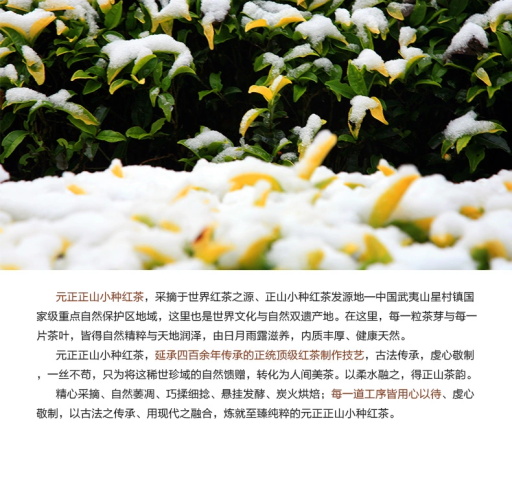 元正正山小种红茶，采摘于世界红茶之源、正山小种红茶发源地—中国武夷山星村镇国
家级重点自然保护区地域，这里也是世界文化与自然双遗产地。在这里，每一粒茶芽与每一
片茶叶，皆得自然精粹与天地润泽，由日月雨露滋养，内质丰厚、健康天然。
元正正山小种红茶，延承四百余年传承的正统顶级红茶制作技艺，古法传承，虔心敬制
，一丝不苟，只为将这稀世珍域的自然馈赠，转化为人间美茶。以柔水融之，得正山茶韵。
精心采摘、自然萎凋、巧揉细捻、悬挂发酵、炭火烘焙；每一道工序皆用心以待、虔心
敬制，以古法之传承、用现代之融合，炼就至臻纯粹的元正正山小种红茶。